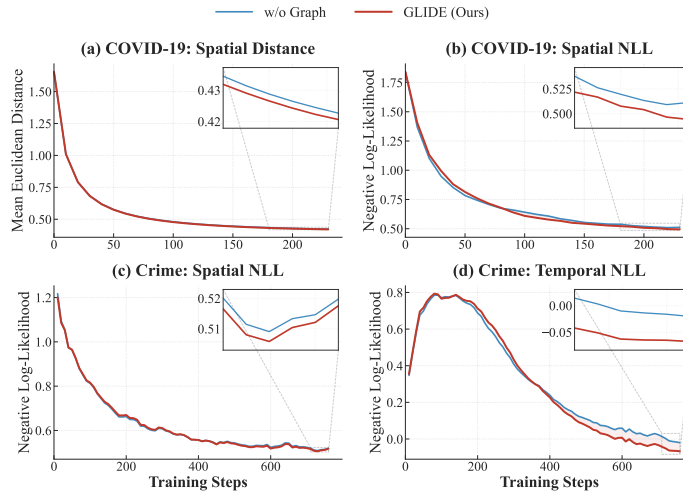 w/o Graph GLIDE (Ours)
(a) COVID-19: Spatial Distance
Mean Euclidean Distance
1.50
1.25
1.00
0.75
0.50
0 50 100 150 200
0.43
0.42
(b) COVID-19: Spatial NLL
Negative Log-Likelihood
1.75
1.50
1.25
1.00
0.75
0.50
0 50 100 150 200
0.525
0.500
(c) Crime: Spatial NLL
Negative Log-Likelihood
1.2
1.0
0.8
0.6
0 200 400 600
Training Steps
0.52
0.51
(d) Crime: Temporal NLL
Negative Log-Likelihood
0.8
0.6
0.4
0.2
0.0
0 200 400 600
Training Steps
0.00
−0.05